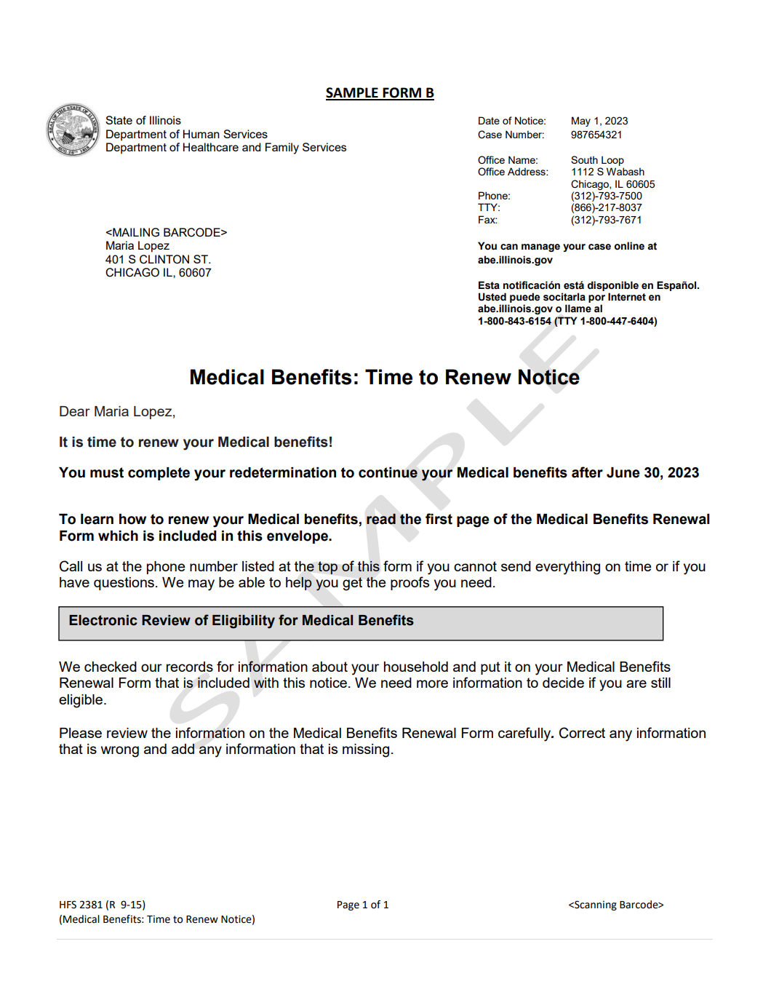 SAMPLE FORM B
State of Illinois
Department of Human Services
Department of Healthcare and Family Services
Date of Notice: May 1, 2023
Case Number: 987654321
Office Name: South Loop
Office Address: 1112 S Wabash
Chicago, IL 60605
Phone: (312)-793-7500
TTY: (866)-217-8037
Fax: (312)-793-7671
<MAILING BARCODE>
Maria Lopez
401 S CLINTON ST.
CHICAGO IL, 60607
You can manage your case online at
abe.illinois.gov
Esta notificación está disponible en Español.
Usted puede socitarla por Internet en
abe.illinois.gov o llame al
1-800-843-6154 (TTY 1-800-447-6404)
Medical Benefits: Time to Renew Notice
Dear Maria Lopez,
It is time to renew your Medical benefits!
You must complete your redetermination to continue your Medical benefits after June 30, 2023
To learn how to renew your Medical benefits, read the first page of the Medical Benefits Renewal
Form which is included in this envelope.
Call us at the phone number listed at the top of this form if you cannot send everything on time or if you
have questions. We may be able to help you get the proofs you need.
Electronic Review of Eligibility for Medical Benefits
We checked our records for information about your household and put it on your Medical Benefits
Renewal Form that is included with this notice. We need more information to decide if you are still
eligible.
Please review the information on the Medical Benefits Renewal Form carefully. Correct any information
that is wrong and add any information that is missing.
SAMPLE
HFS 2381 (R 9-15) Page 1 of 1 <Scanning Barcode>
(Medical Benefits: Time to Renew Notice)
SEAL OF THE STATE OF ILLINOIS
AUG. 26TH 1818